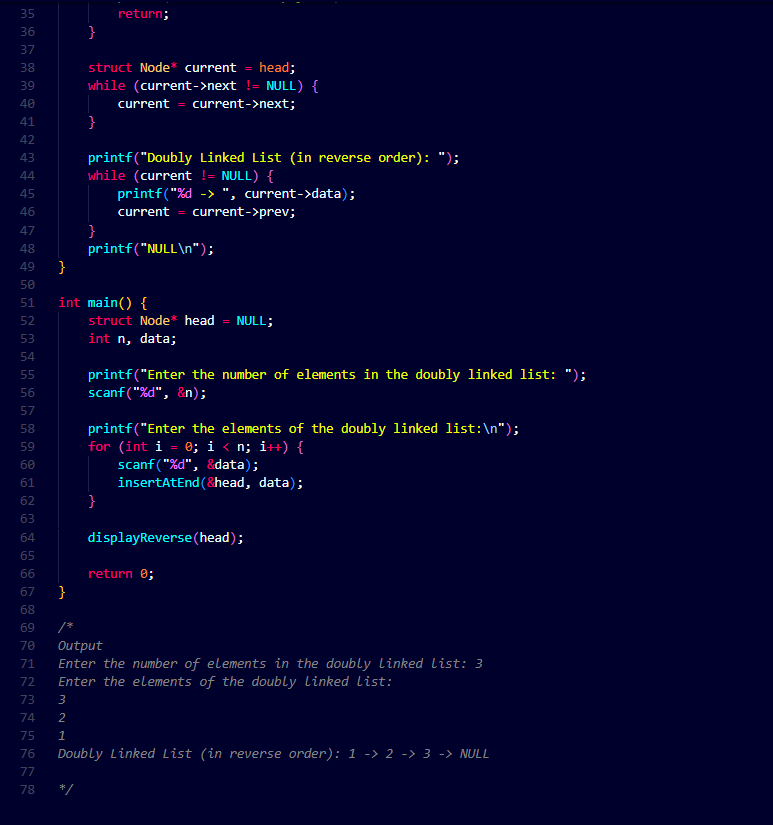 35 return;
36 }
37
38 struct Node* current = head;
39 while (current->next != NULL) {
40 current = current->next;
41 }
42
43 printf("Doubly Linked List (in reverse order): ");
44 while (current != NULL) {
45 printf("%d -> ", current->data);
46 current = current->prev;
47 }
48 printf("NULL\n");
49 }
50
51 int main() {
52 struct Node* head = NULL;
53 int n, data;
54
55 printf("Enter the number of elements in the doubly linked list: ");
56 scanf("%d", &n);
57
58 printf("Enter the elements of the doubly linked list:\n");
59 for (int i = 0; i < n; i++) {
60 scanf("%d", &data);
61 insertAtEnd(&head, data);
62 }
63
64 displayReverse(head);
65
66 return 0;
67 }
68
69 /*
70 Output
71 Enter the number of elements in the doubly linked list: 3
72 Enter the elements of the doubly linked list:
73 3
74 2
75 1
76 Doubly Linked List (in reverse order): 1 -> 2 -> 3 -> NULL
77
78 */